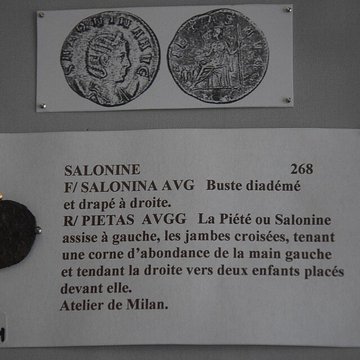 SALONINA AVG
SALONINE 268
F/ SALONINA AVG Buste diadémé
et drapé à droite.
R/ PIETAS AVGG La Piété ou Salonine
assise à gauche, les jambes croisées, tenant
une corne d'abondance de la main gauche
et tendant la droite vers deux enfants placés
devant elle.
Atelier de Milan.